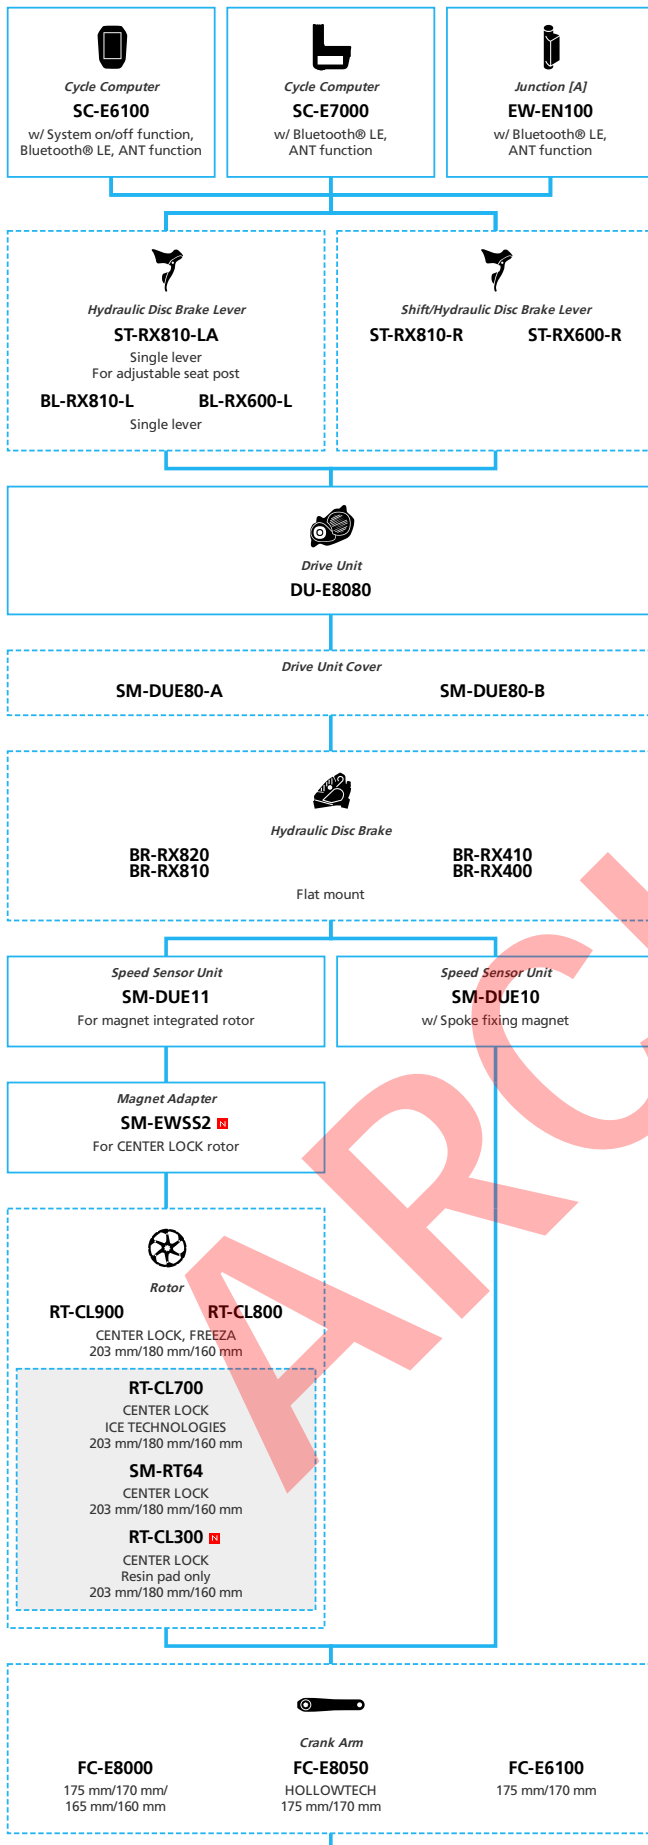 Cycle Computer
SC-E6100
w/ System on/off function,
Bluetooth® LE, ANT function
Cycle Computer
SC-E7000
w/ Bluetooth® LE,
ANT function
Junction [A]
EW-EN100
w/ Bluetooth® LE,
ANT function
Hydraulic Disc Brake Lever
ST-RX810-LA
Single lever
For adjustable seat post
BL-RX810-L BL-RX600-L
Single lever
Shift/Hydraulic Disc Brake Lever
ST-RX810-R ST-RX600-R
Drive Unit
DU-E8080
Drive Unit Cover
SM-DUE80-A SM-DUE80-B
Hydraulic Disc Brake
BR-RX820 BR-RX410
BR-RX810 BR-RX400
Flat mount
Speed Sensor Unit
SM-DUE11
For magnet integrated rotor
Speed Sensor Unit
SM-DUE10
w/ Spoke fixing magnet
Magnet Adapter
SM-EWSS2 N
For CENTER LOCK rotor
Rotor
RT-CL900 RT-CL800
CENTER LOCK, FREEZA
203 mm/180 mm/160 mm
RT-CL700
CENTER LOCK
ICE TECHNOLOGIES
203 mm/180 mm/160 mm
SM-RT64
CENTER LOCK
203 mm/180 mm/160 mm
RT-CL300 N
CENTER LOCK
Resin pad only
203 mm/180 mm/160 mm
Crank Arm
FC-E8000
175 mm/170 mm/
165 mm/160 mm
FC-E8050
HOLLOWTECH
175 mm/170 mm
FC-E6100
175 mm/170 mm
ARC